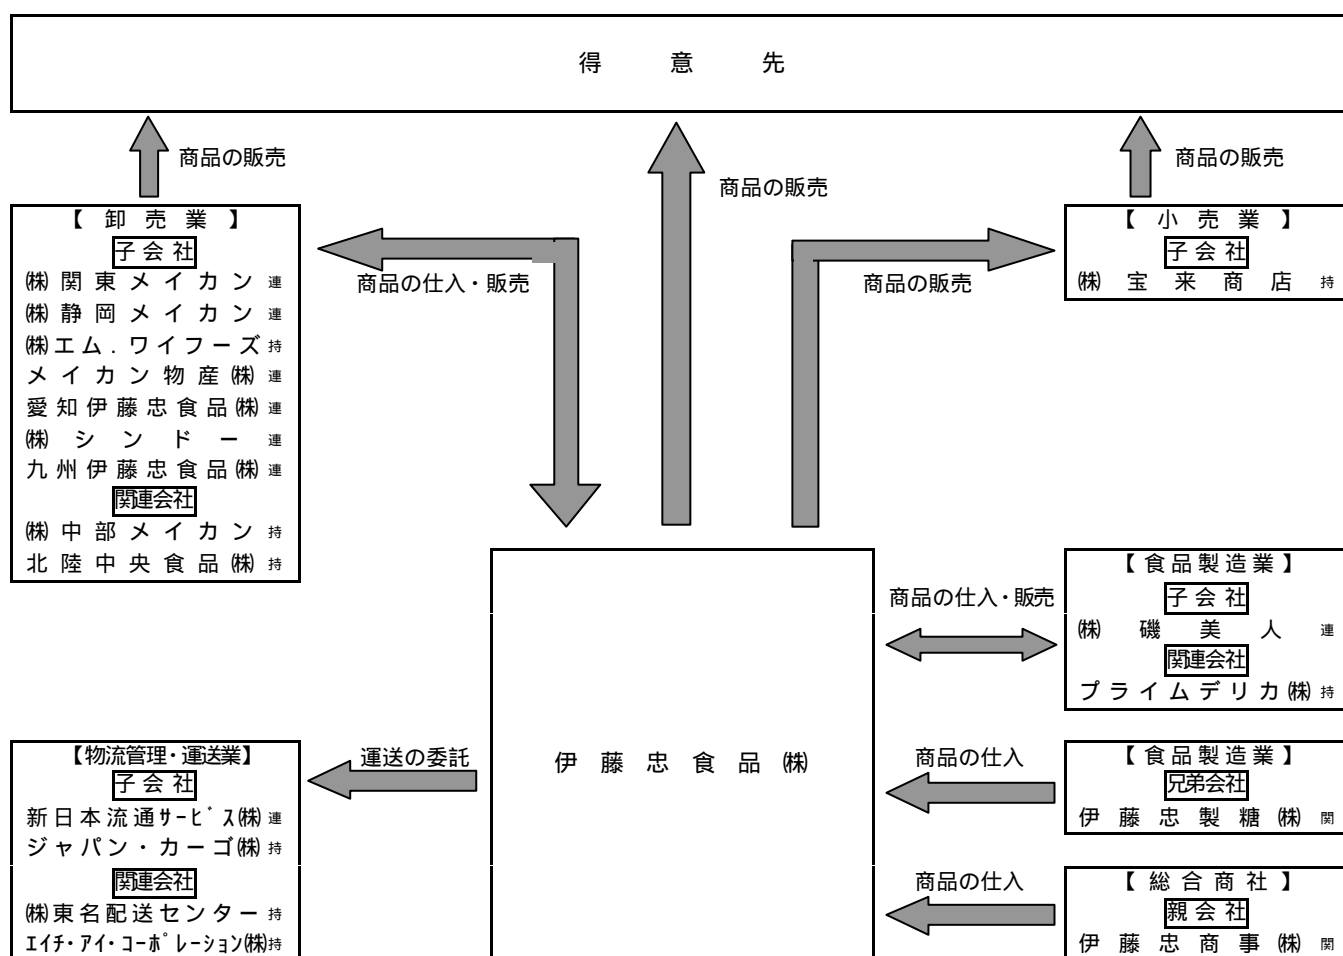 得意先
商品の販売
商品の販売
商品の販売
【卸売業】
子会社
㈱関東メイカン 連
㈱静岡メイカン 連
㈱エム．ワイフーズ 持
メイカン物産㈱ 連
愛知伊藤忠食品㈱ 連
㈱シンドー 連
九州伊藤忠食品㈱ 連
関連会社
㈱中部メイカン 持
北陸中央食品㈱ 持
商品の仕入・販売
商品の販売
【小売業】
子会社
㈱宝来商店 持
伊藤忠食品㈱
商品の仕入・販売
【食品製造業】
子会社
㈱磯美人 連
関連会社
プライムデリカ㈱ 持
【物流管理・運送業】
子会社
新日本流通ｻｰﾋﾞｽ㈱ 連
ジャパン・カーゴ㈱ 持
関連会社
㈱東名配送センター 持
ｴｲﾁ･ｱｲ･ｺｰﾎﾟﾚｰｼｮﾝ㈱持
運送の委託
商品の仕入
【食品製造業】
兄弟会社
伊藤忠製糖㈱ 関
商品の仕入
【総合商社】
親会社
伊藤忠商事㈱ 関